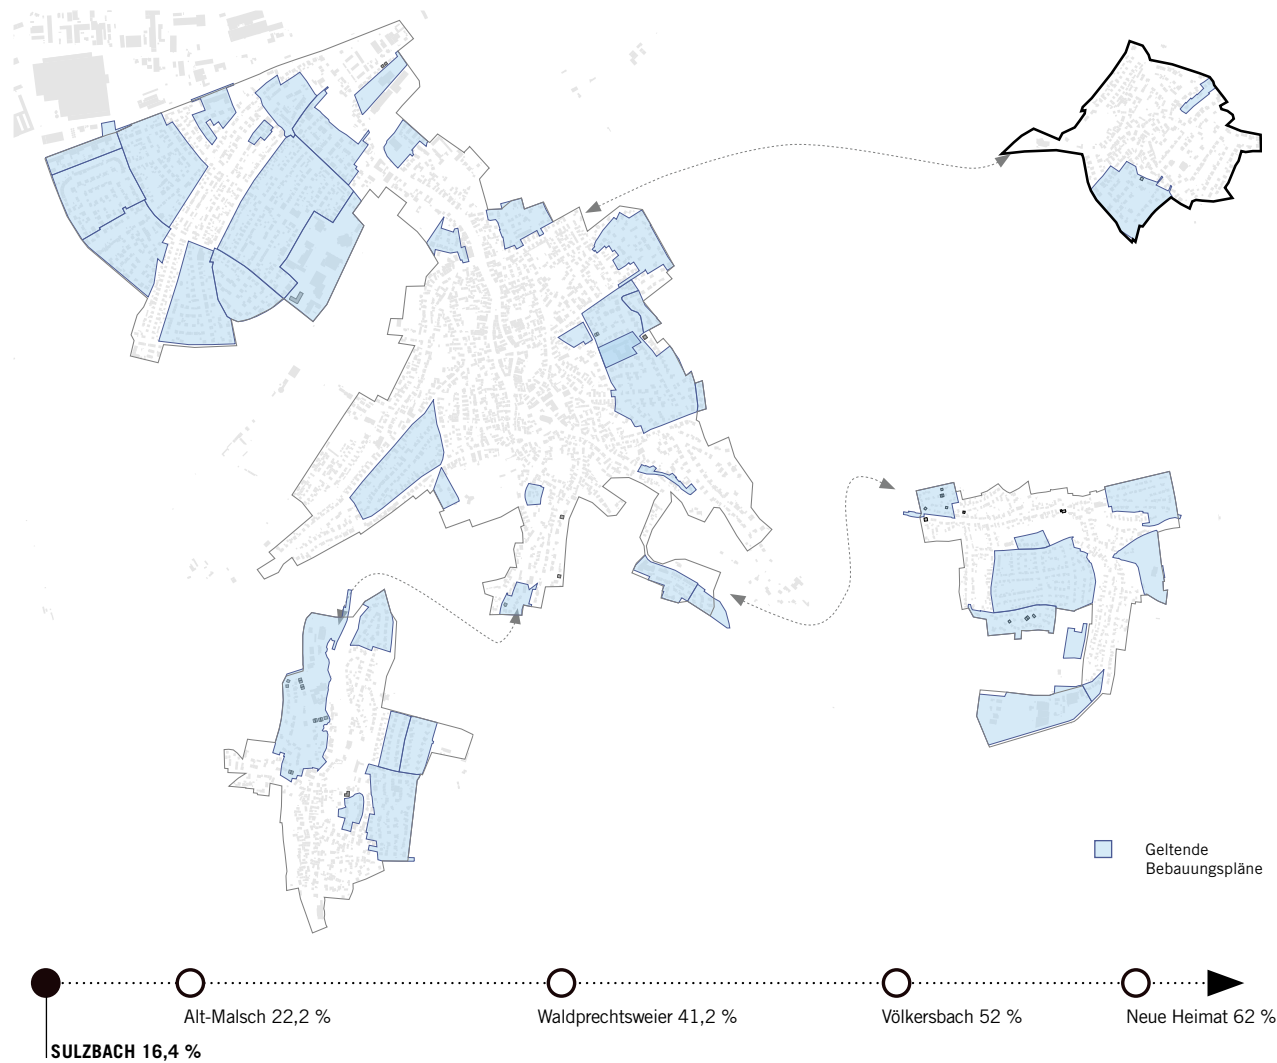 Geltende
Bebauungspläne
Alt-Malsch 22,2 %
Waldprechtsweier 41,2 %
Völkersbach 52 %
Neue Heimat 62 %
SULZBACH 16,4 %